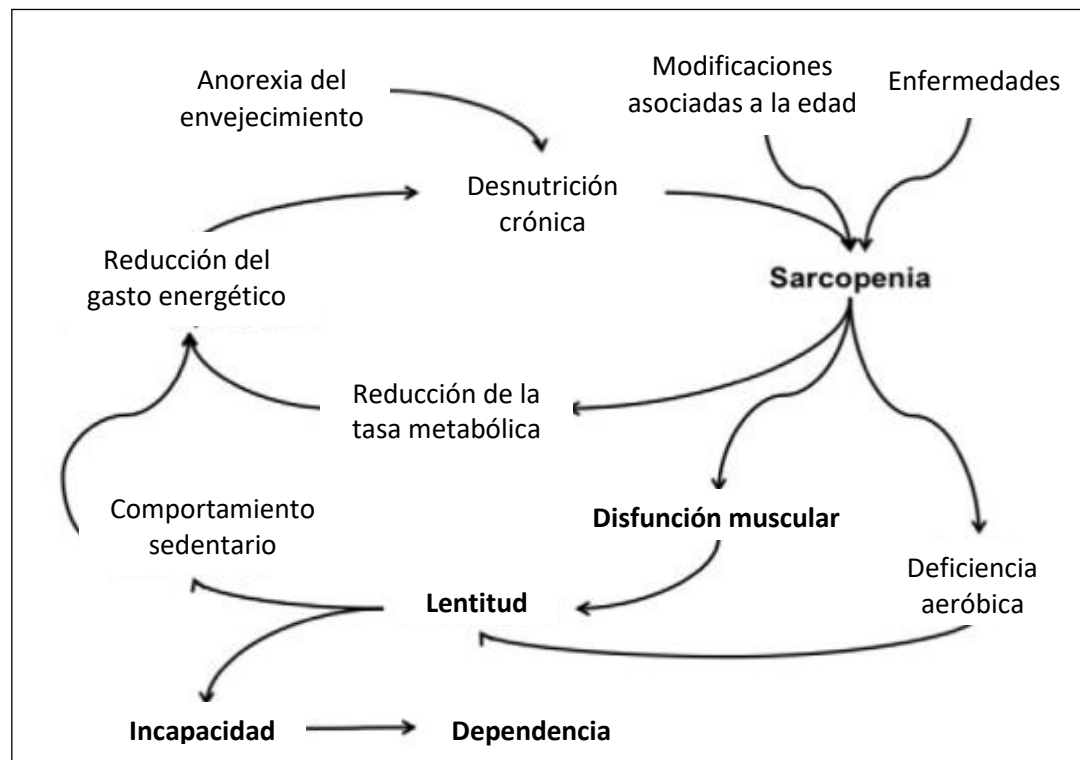 Anorexia del
envejecimiento
Modificaciones
asociadas a la edad
Enfermedades
Desnutrición
crónica
Reducción del
gasto energético
Sarcopenia
Reducción de la
tasa metabólica
Comportamiento
sedentario
Disfunción muscular
Deficiencia
aeróbica
Lentitud
Incapacidad
Dependencia